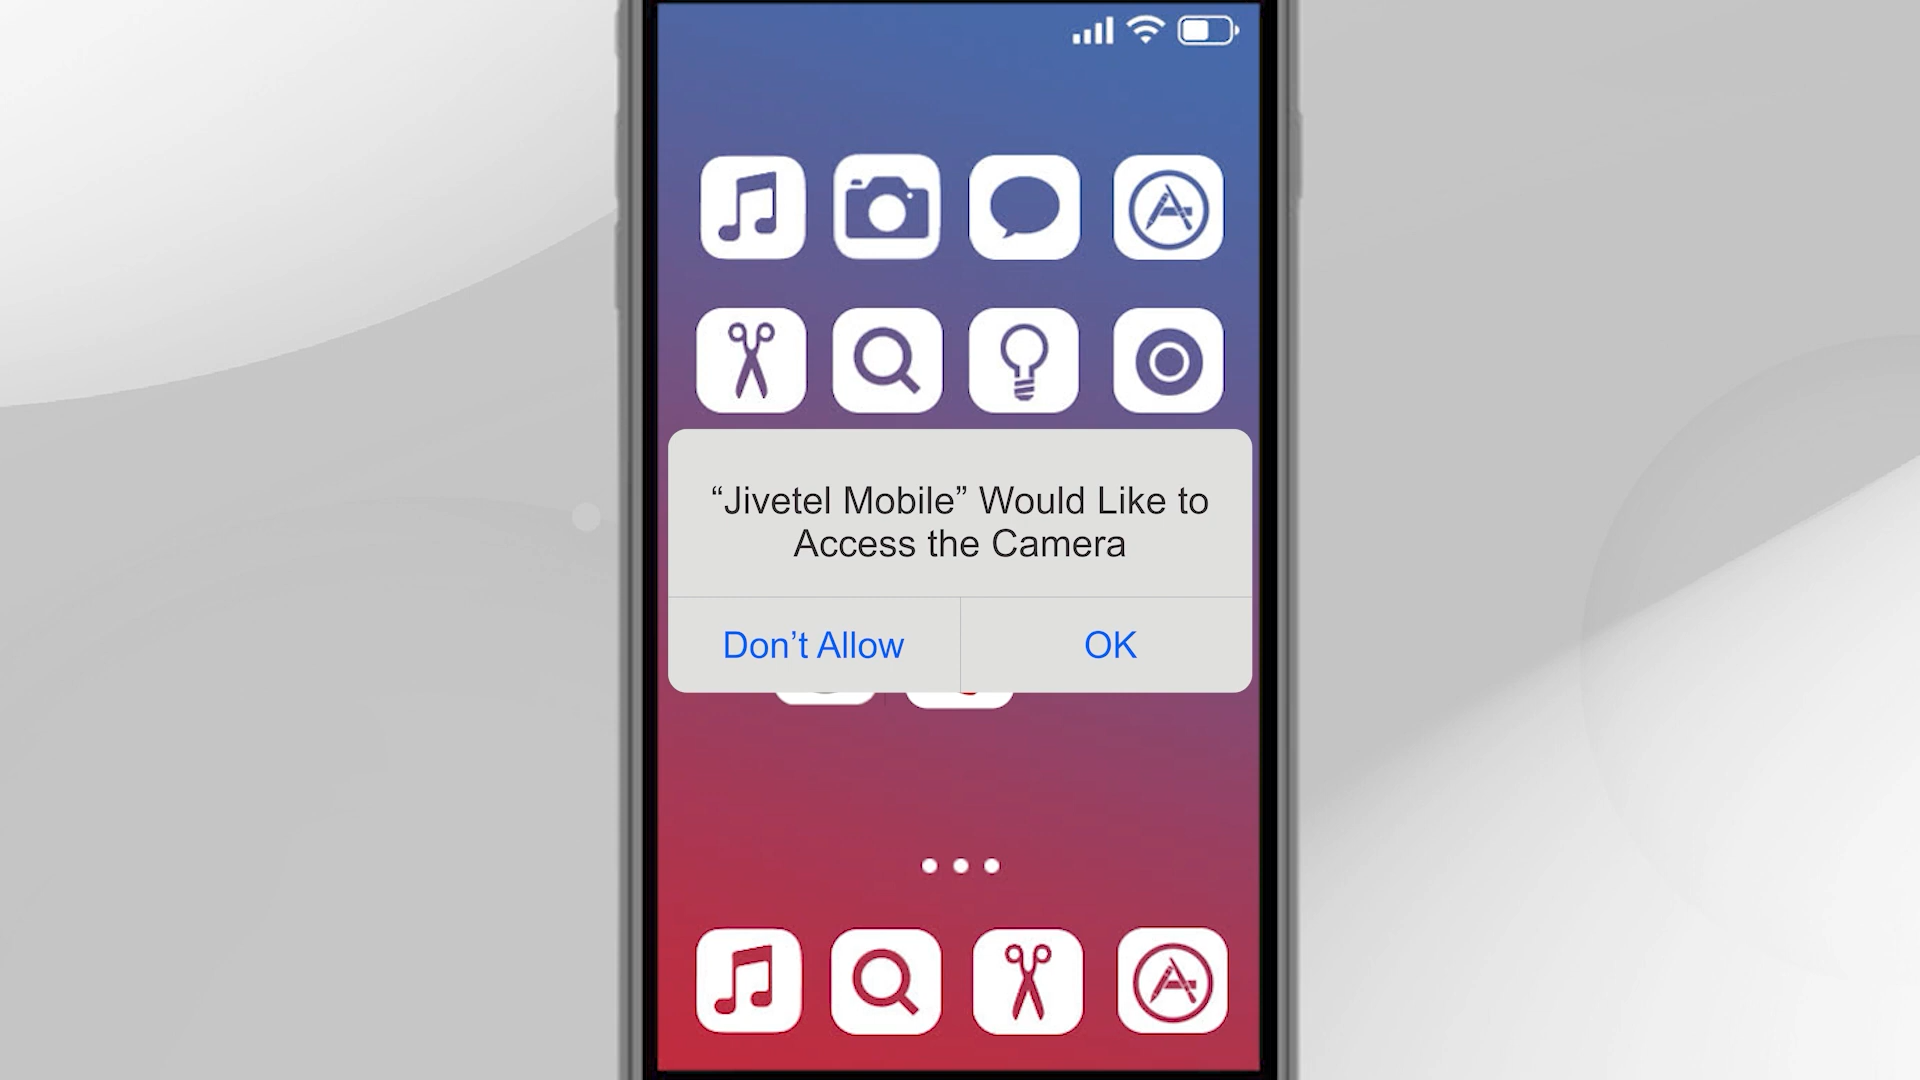 “Jivetel Mobile” Would Like to
Access the Camera
Don’t Allow
OK